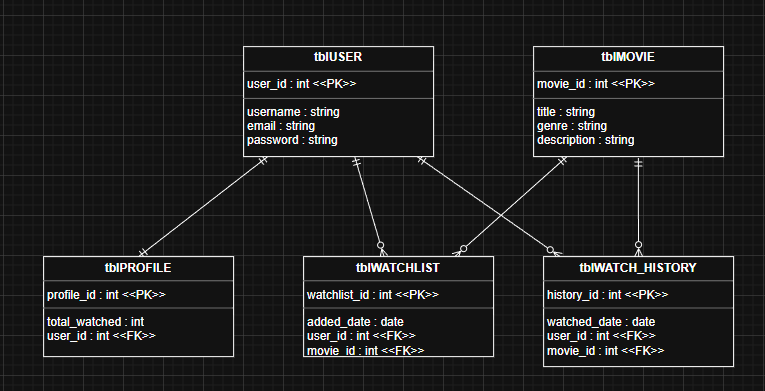 tblUSER
user_id : int <<PK>>
username : string
email : string
password : string
tblMOVIE
movie_id : int <<PK>>
title : string
genre : string
description : string
tblPROFILE
profile_id : int <<PK>>
total_watched : int
user_id : int <<FK>>
tblWATCHLIST
watchlist_id : int <<PK>>
added_date : date
user_id : int <<FK>>
movie_id : int <<FK>>
tblWATCH_HISTORY
history_id : int <<PK>>
watched_date : date
user_id : int <<FK>>
movie_id : int <<FK>>